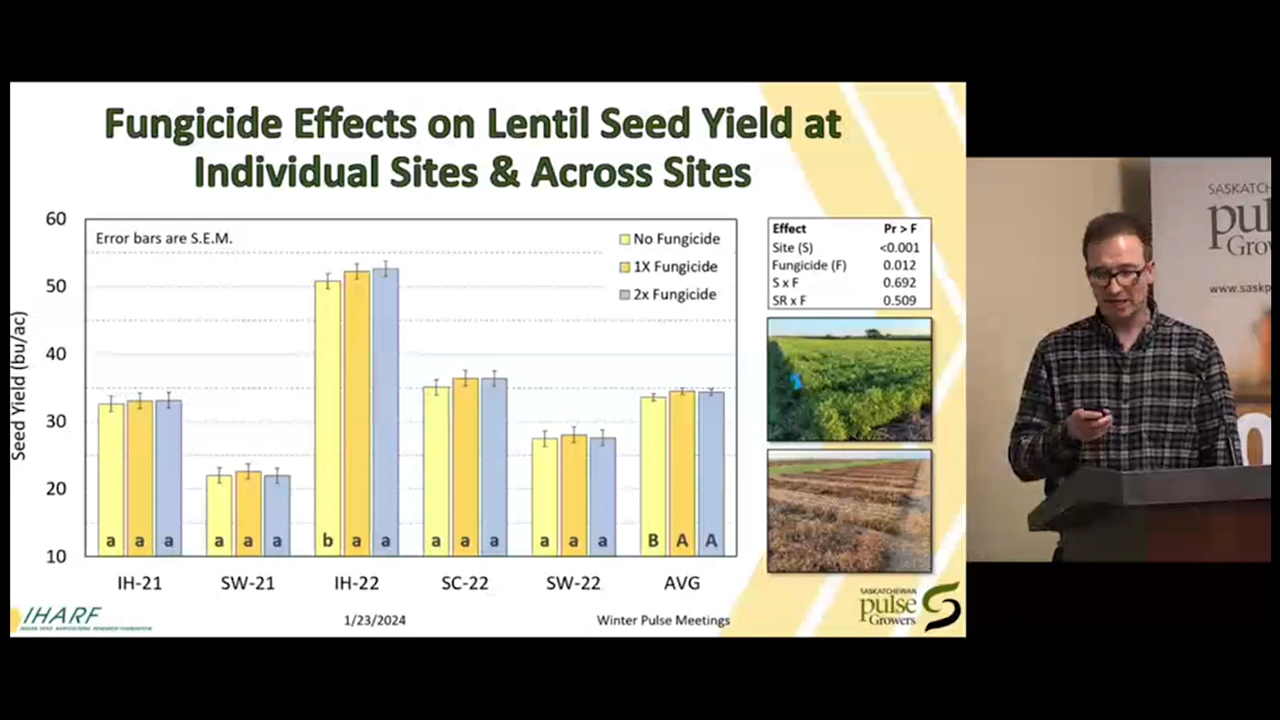 Fungicide Effects on Lentil Seed Yield at
Individual Sites & Across Sites
Error bars are S.E.M.
No Fungicide
1X Fungicide
2x Fungicide
Seed Yield (bu/ac)
60
50
40
30
20
10
a a a
a a a
b a a
a a a
a a a
B A A
IH-21 SW-21 IH-22 SC-22 SW-22 AVG
Effect Pr > F
Site (S) <0.001
Fungicide (F) 0.012
S x F 0.692
SR x F 0.509
IHARF
1/23/2024
Winter Pulse Meetings
SASKATCHEWAN
pulse
Growers
SASKATCH
pul
Grow
www.saskp